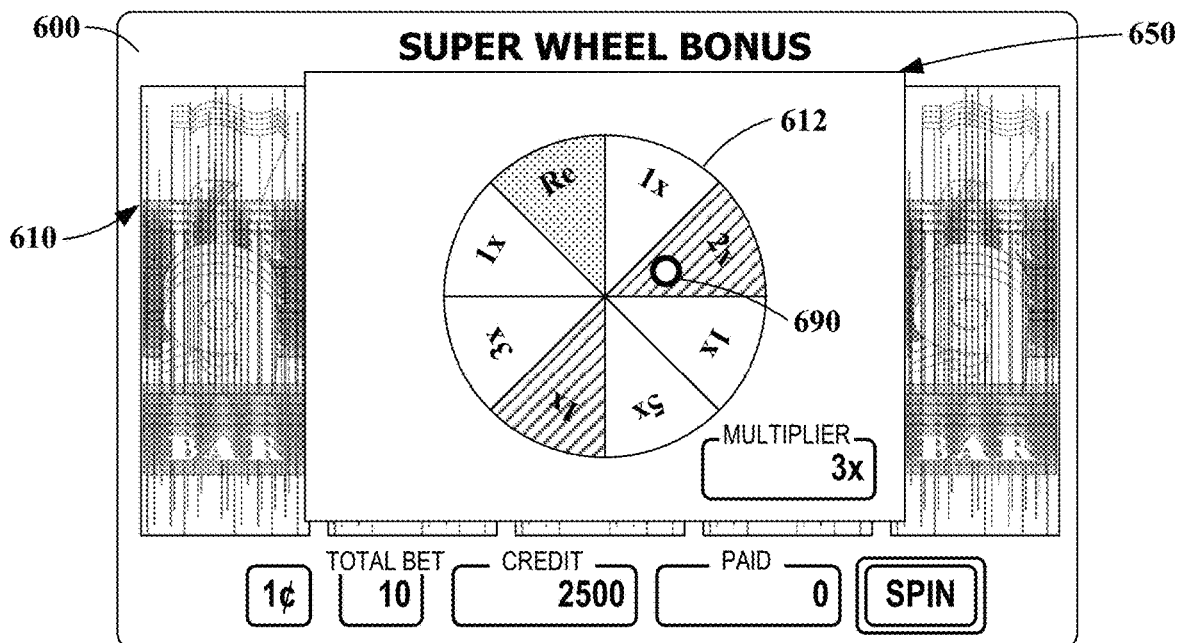 600
SUPER WHEEL BONUS
650
612
Re
1x
2x
610
1x
690
3x
1x
1x
5x
MULTIPLIER
3x
BAR
BAR
TOTAL BET
CREDIT
PAID
1¢
10
2500
0
SPIN